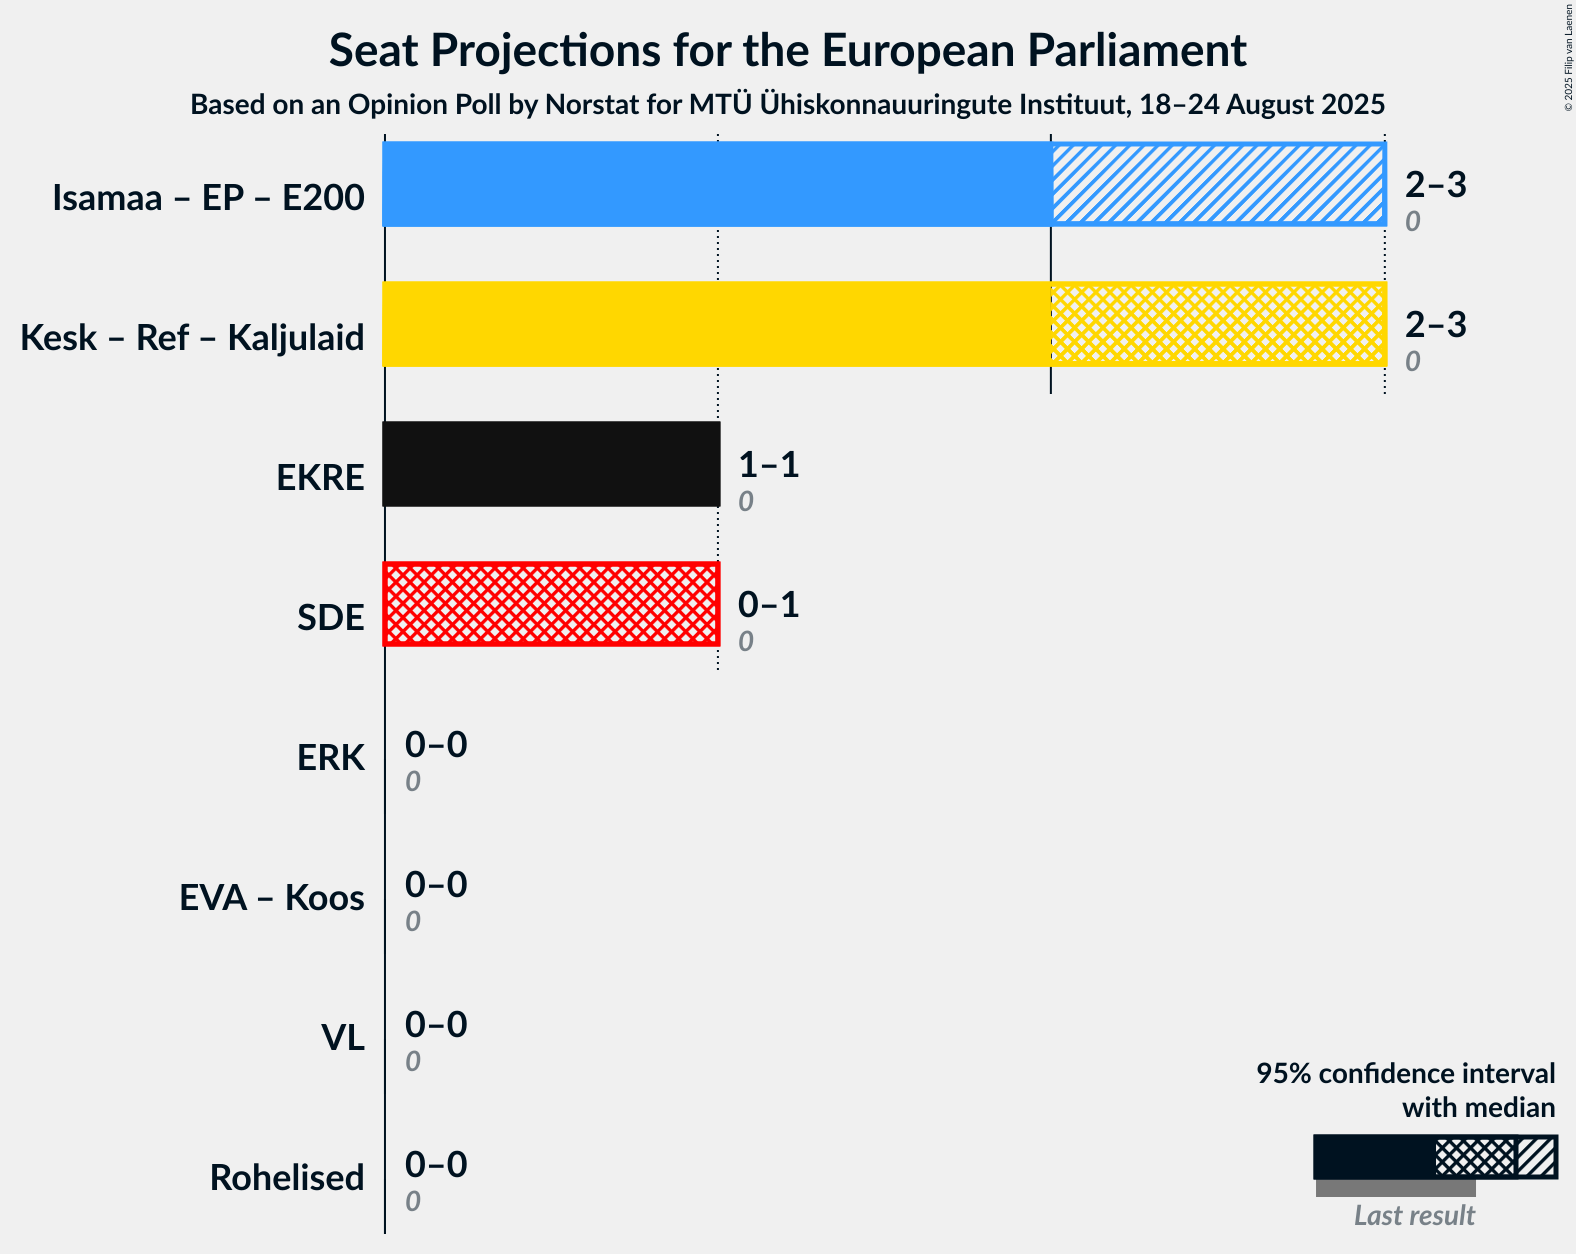 Seat Projections for the European Parliament
Based on an Opinion Poll by Norstat for MTÜ Ühiskonnauuringute Instituut, 18–24 August 2025
© 2025 Filip van Laenen
Isamaa – EP – E200
2–3
0
Kesk – Ref – Kaljulaid
2–3
0
EKRE
1–1
0
SDE
0–1
0
ERK
0–0
0
EVA – Koos
0–0
0
VL
0–0
0
Rohelised
0–0
0
95% confidence interval
with median
Last result